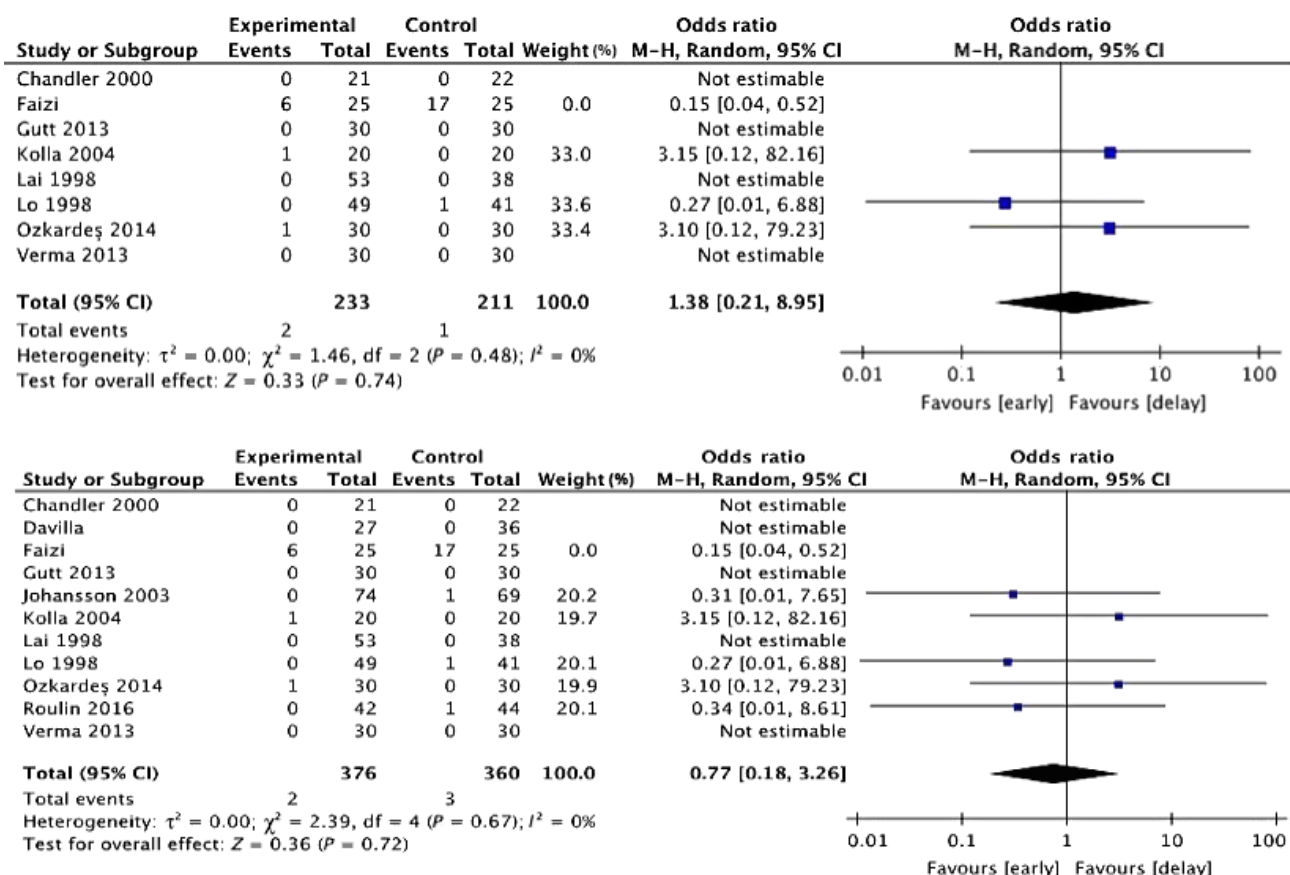 Experimental Control Odds ratio Odds ratio
Study or Subgroup Events Total Events Total Weight (%) M–H, Random, 95% CI M–H, Random, 95% CI
Chandler 2000 0 21 0 22 Not estimable
Faizi 6 25 17 25 0.0 0.15 [0.04, 0.52]
Gutt 2013 0 30 0 30 Not estimable
Kolla 2004 1 20 0 20 33.0 3.15 [0.12, 82.16]
Lai 1998 0 53 0 38 Not estimable
Lo 1998 0 49 1 41 33.6 0.27 [0.01, 6.88]
Ozkardeş 2014 1 30 0 30 33.4 3.10 [0.12, 79.23]
Verma 2013 0 30 0 30 Not estimable
Total (95% CI) 233 211 100.0 1.38 [0.21, 8.95]
Total events 2 1
Heterogeneity: τ² = 0.00; χ² = 1.46, df = 2 (P = 0.48); I² = 0%
Test for overall effect: Z = 0.33 (P = 0.74)
0.01 0.1 1 10 100
Favours [early] Favours [delay]
Experimental Control Odds ratio Odds ratio
Study or Subgroup Events Total Events Total Weight (%) M–H, Random, 95% CI M–H, Random, 95% CI
Chandler 2000 0 21 0 22 Not estimable
Davilla 0 27 0 36 Not estimable
Faizi 6 25 17 25 0.0 0.15 [0.04, 0.52]
Gutt 2013 0 30 0 30 Not estimable
Johansson 2003 0 74 1 69 20.2 0.31 [0.01, 7.65]
Kolla 2004 1 20 0 20 19.7 3.15 [0.12, 82.16]
Lai 1998 0 53 0 38 Not estimable
Lo 1998 0 49 1 41 20.1 0.27 [0.01, 6.88]
Ozkardeş 2014 1 30 0 30 19.9 3.10 [0.12, 79.23]
Roulin 2016 0 42 1 44 20.1 0.34 [0.01, 8.61]
Verma 2013 0 30 0 30 Not estimable
Total (95% CI) 376 360 100.0 0.77 [0.18, 3.26]
Total events 2 3
Heterogeneity: τ² = 0.00; χ² = 2.39, df = 4 (P = 0.67); I² = 0%
Test for overall effect: Z = 0.36 (P = 0.72)
0.01 0.1 1 10 100
Favours [early] Favours [delay]